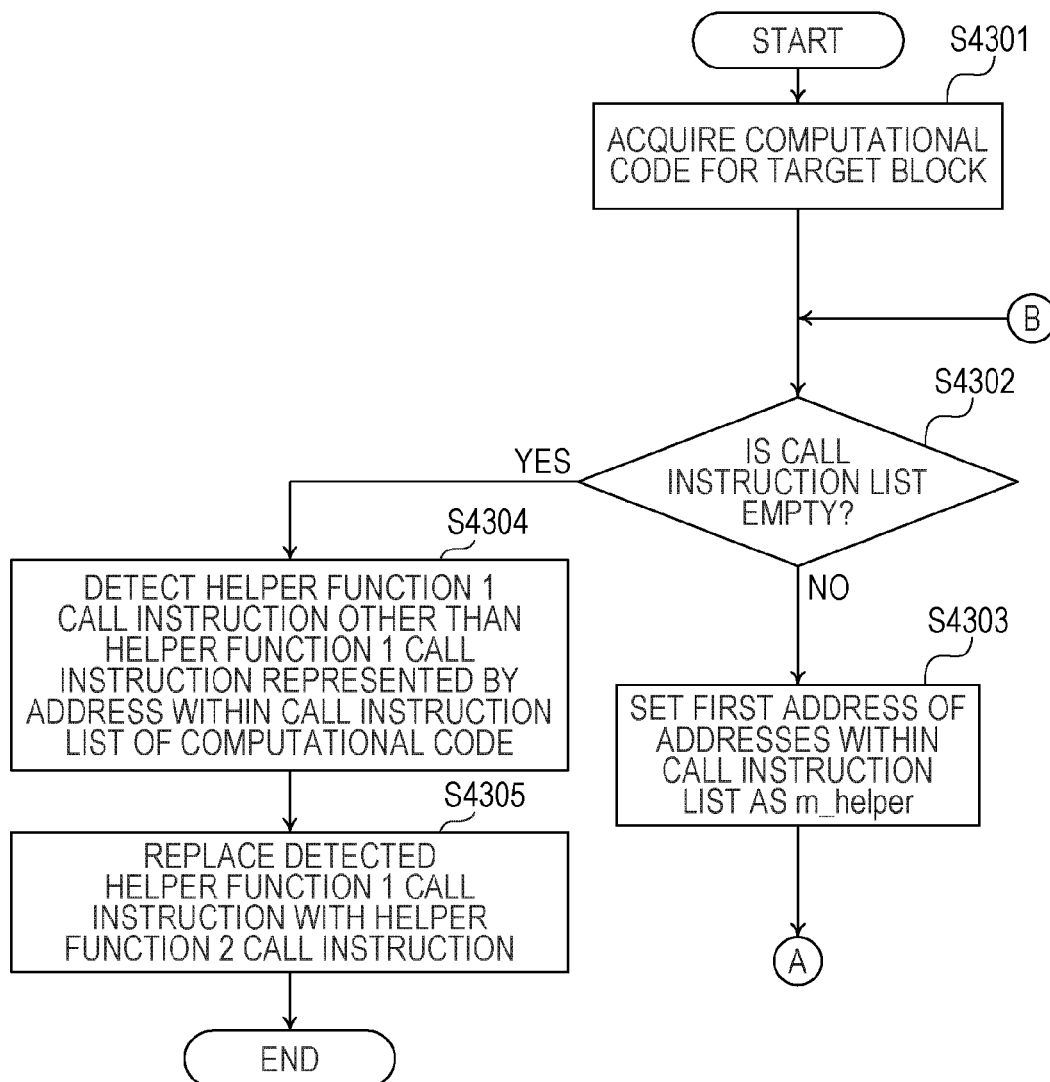 START
S4301
ACQUIRE COMPUTATIONAL
CODE FOR TARGET BLOCK
B
S4302
IS CALL
INSTRUCTION LIST
EMPTY?
YES
NO
S4304
DETECT HELPER FUNCTION 1
CALL INSTRUCTION OTHER THAN
HELPER FUNCTION 1 CALL
INSTRUCTION REPRESENTED BY
ADDRESS WITHIN CALL INSTRUCTION
LIST OF COMPUTATIONAL CODE
S4303
SET FIRST ADDRESS OF
ADDRESSES WITHIN
CALL INSTRUCTION
LIST AS m_helper
S4305
REPLACE DETECTED
HELPER FUNCTION 1 CALL
INSTRUCTION WITH HELPER
FUNCTION 2 CALL INSTRUCTION
A
END